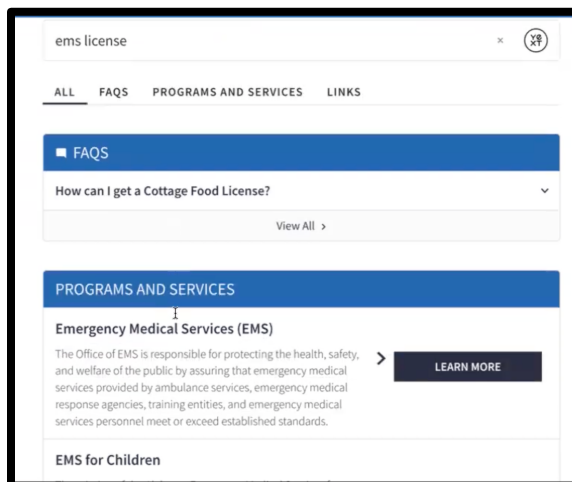 ems license
×
yext
ALL FAQS PROGRAMS AND SERVICES LINKS
FAQS
How can I get a Cottage Food License?
View All
PROGRAMS AND SERVICES
Emergency Medical Services (EMS)
The Office of EMS is responsible for protecting the health, safety,
and welfare of the public by assuring that emergency medical
services provided by ambulance services, emergency medical
response agencies, training entities, and emergency medical
services personnel meet or exceed established standards.
LEARN MORE
EMS for Children